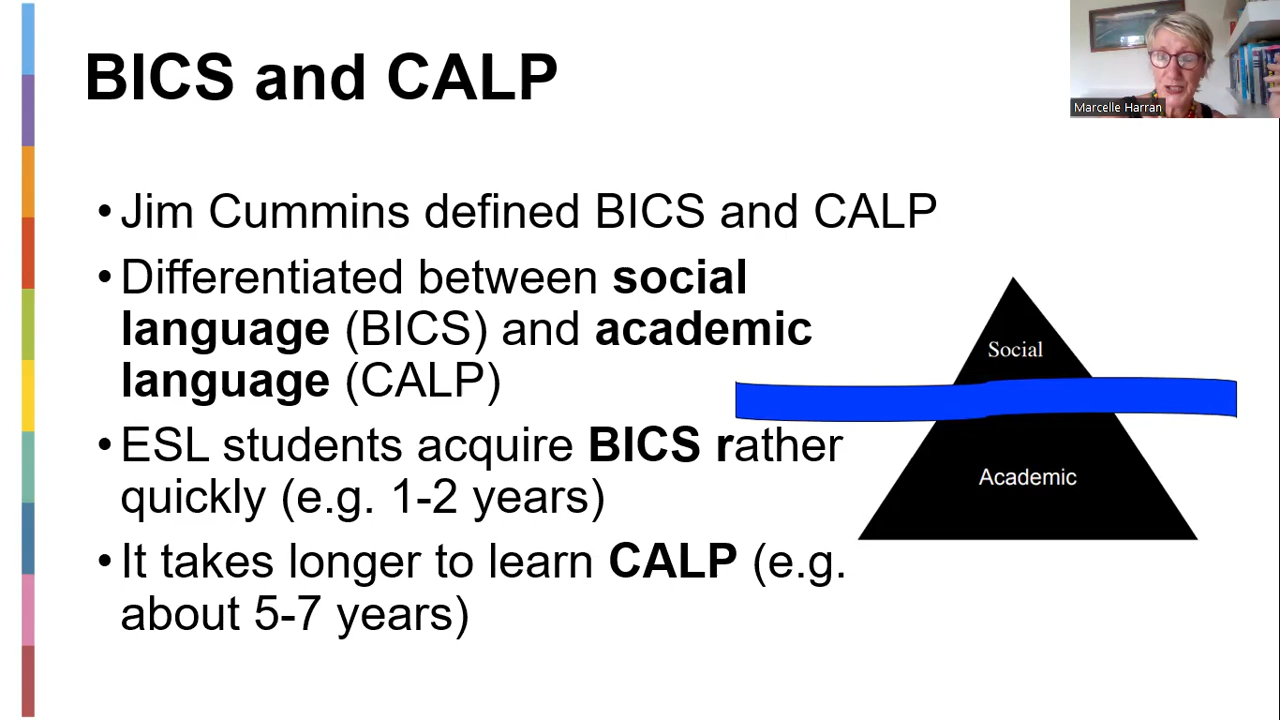 BICS and CALP
Marcelle Harran
•Jim Cummins defined BICS and CALP
•Differentiated between social
language (BICS) and academic
language (CALP)
•ESL students acquire BICS rather
quickly (e.g. 1-2 years)
•It takes longer to learn CALP (e.g.
about 5-7 years)
Social
Academic